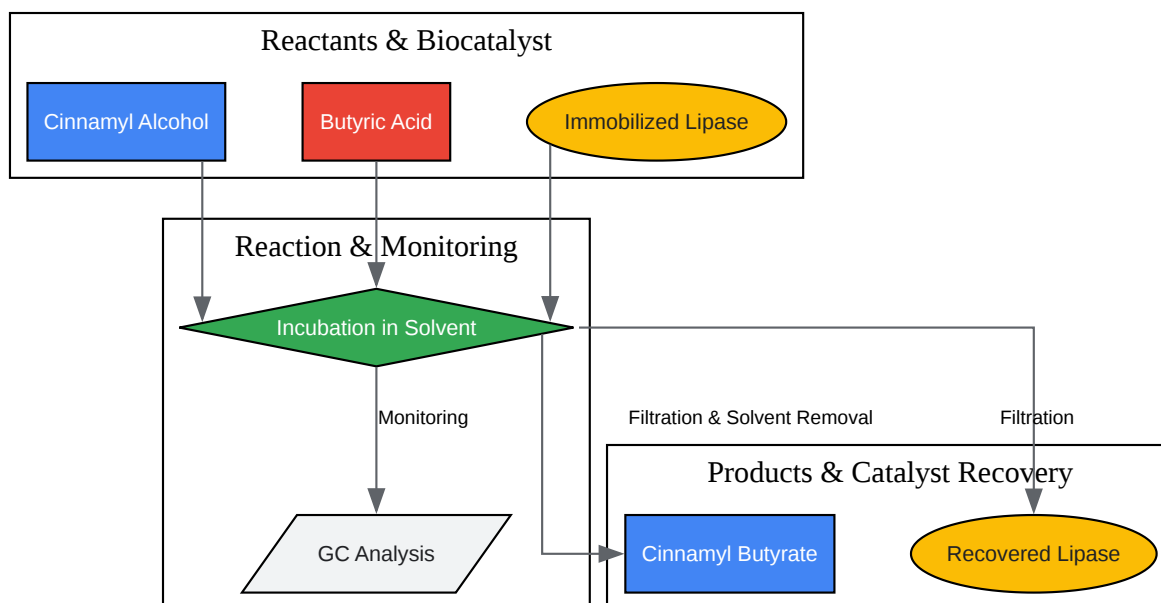 Reactants & Biocatalyst
Cinnamyl Alcohol
Butyric Acid
Immobilized Lipase
Reaction & Monitoring
Incubation in Solvent
Monitoring
Filtration & Solvent Removal
Filtration
Products & Catalyst Recovery
GC Analysis
Cinnamyl Butyrate
Recovered Lipase